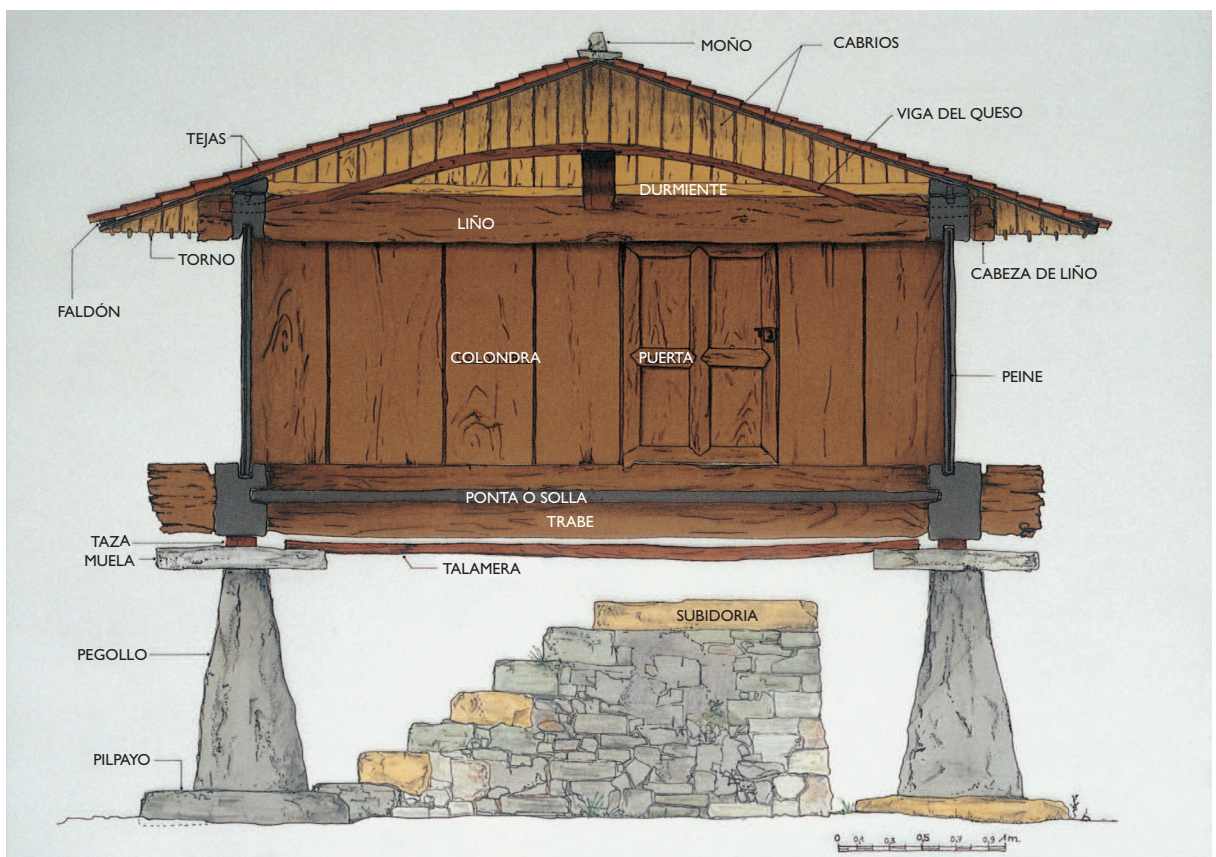 MOÑO
CABRIOS
VIGA DEL QUESO
TEJAS
DURMIENTE
LIÑO
TORNO
CABEZA DE LIÑO
FALDÓN
COLONDRA
PUERTA
PEINE
PONTA O SOLLA
TRABE
TAZA
MUELA
TALAMERA
SUBIDORIA
PEGOLLO
PILPAYO
0 0,1 0,3 0,5 0,7 0,9 1m.